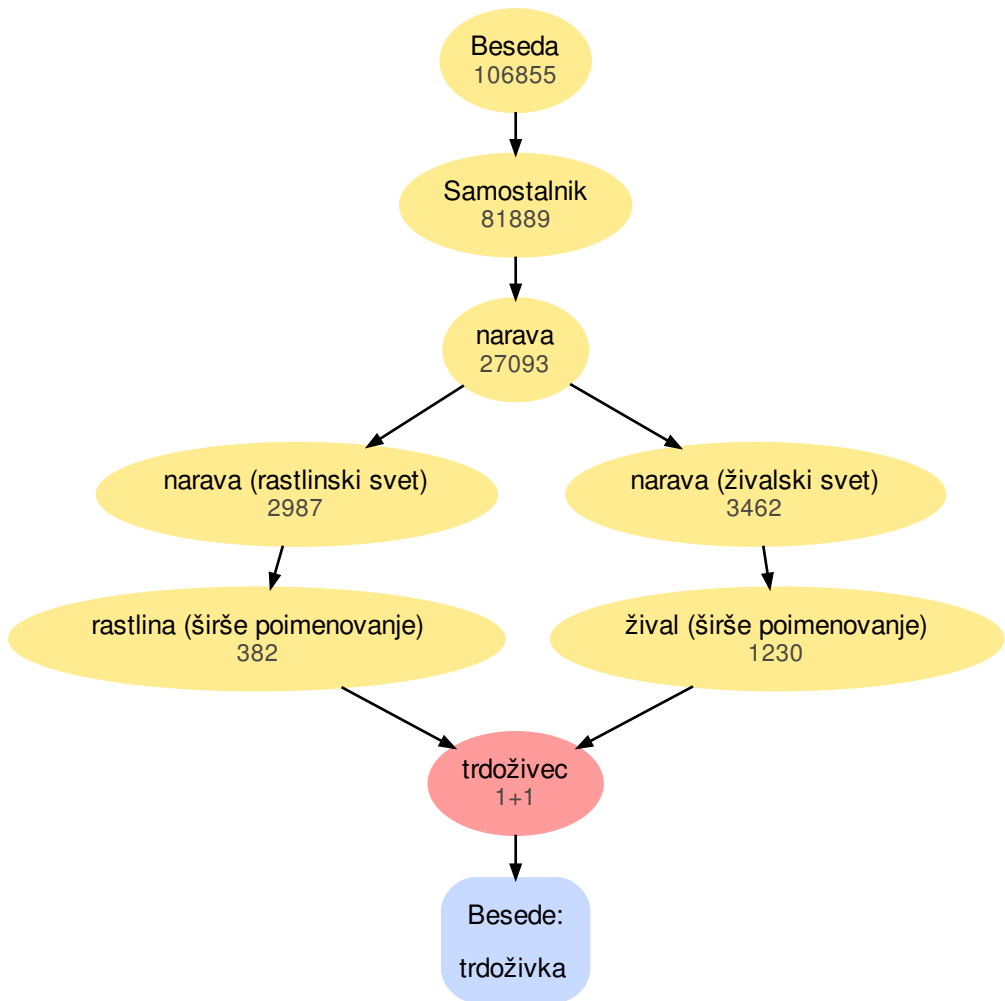 Beseda
106855
Samostalnik
81889
narava
27093
narava (rastlinski svet)
2987
narava (živalski svet)
3462
rastlina (širše poimenovanje)
382
žival (širše poimenovanje)
1230
trdoživec
1+1
Besede:
trdoživka